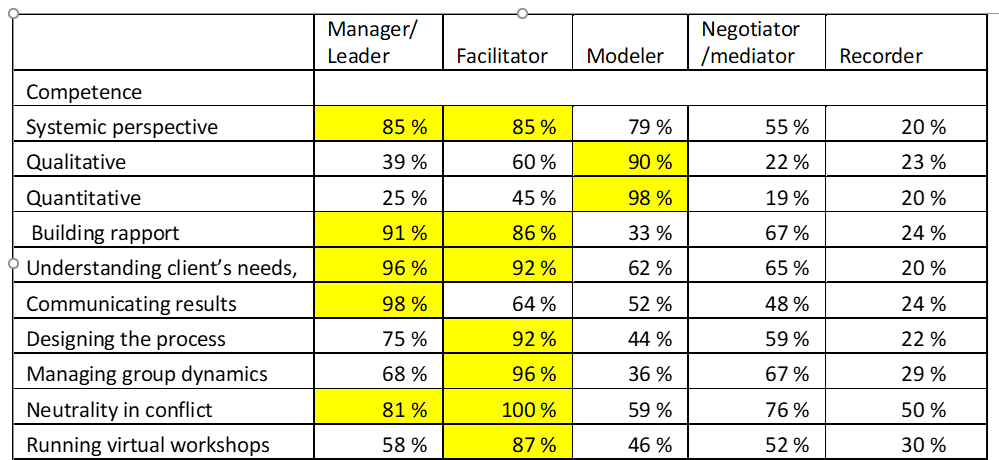 Manager/
Leader Facilitator Modeler Negotiator
/mediator Recorder
Competence
Systemic perspective 85 % 85 % 79 % 55 % 20 %
Qualitative 39 % 60 % 90 % 22 % 23 %
Quantitative 25 % 45 % 98 % 19 % 20 %
Building rapport 91 % 86 % 33 % 67 % 24 %
Understanding client’s needs, 96 % 92 % 62 % 65 % 20 %
Communicating results 98 % 64 % 52 % 48 % 24 %
Designing the process 75 % 92 % 44 % 59 % 22 %
Managing group dynamics 68 % 96 % 36 % 67 % 29 %
Neutrality in conflict 81 % 100 % 59 % 76 % 50 %
Running virtual workshops 58 % 87 % 46 % 52 % 30 %